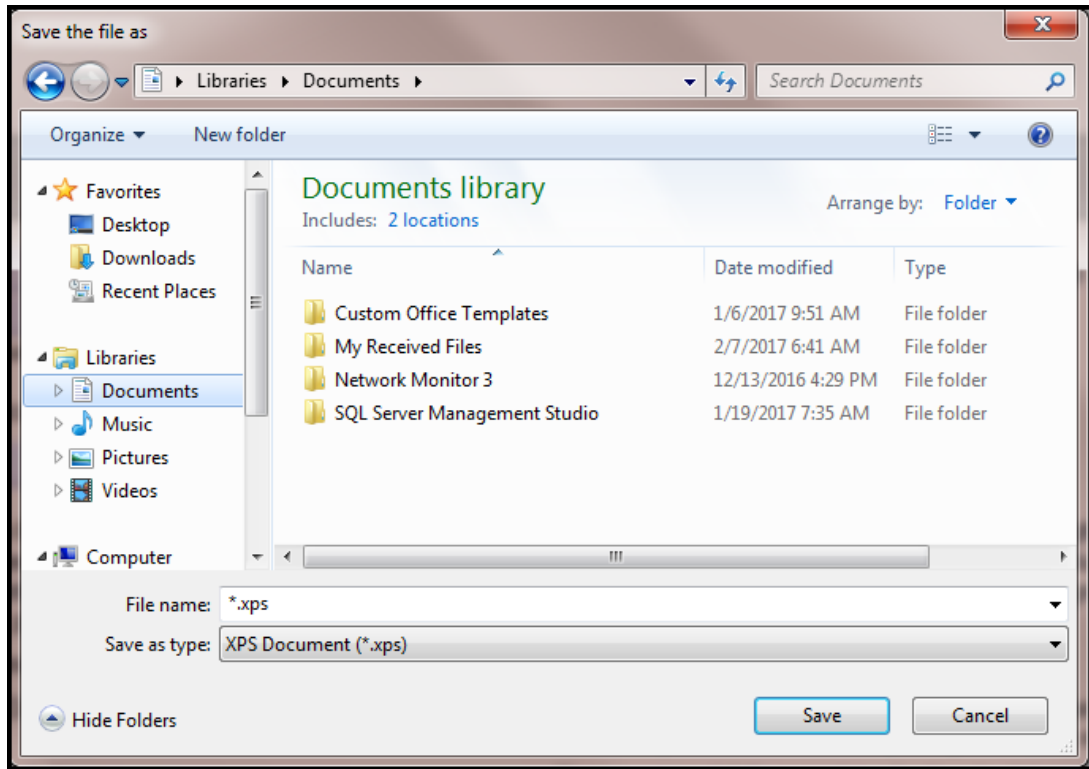 Save the file as
Libraries Documents Search Documents
Organize New folder
Favorites
Desktop
Downloads
Recent Places
Libraries
Documents
Music
Pictures
Videos
Computer
Documents library
Includes: 2 locations
Arrange by: Folder
Name Date modified Type
Custom Office Templates 1/6/2017 9:51 AM File folder
My Received Files 2/7/2017 6:41 AM File folder
Network Monitor 3 12/13/2016 4:29 PM File folder
SQL Server Management Studio 1/19/2017 7:35 AM File folder
File name: *.xps
Save as type: XPS Document (*.xps)
Hide Folders Save Cancel